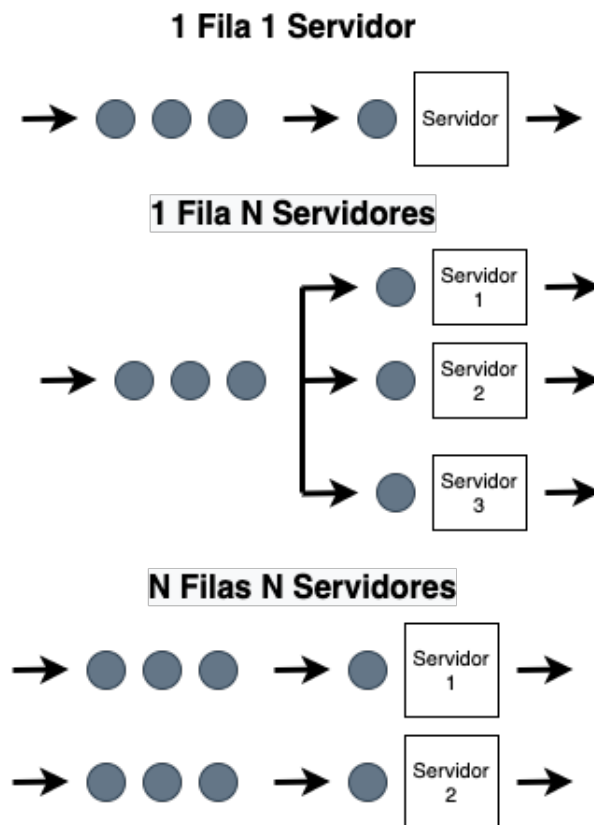 1 Fila 1 Servidor
Servidor
1 Fila N Servidores
Servidor
1
Servidor
2
Servidor
3
N Filas N Servidores
Servidor
1
Servidor
2